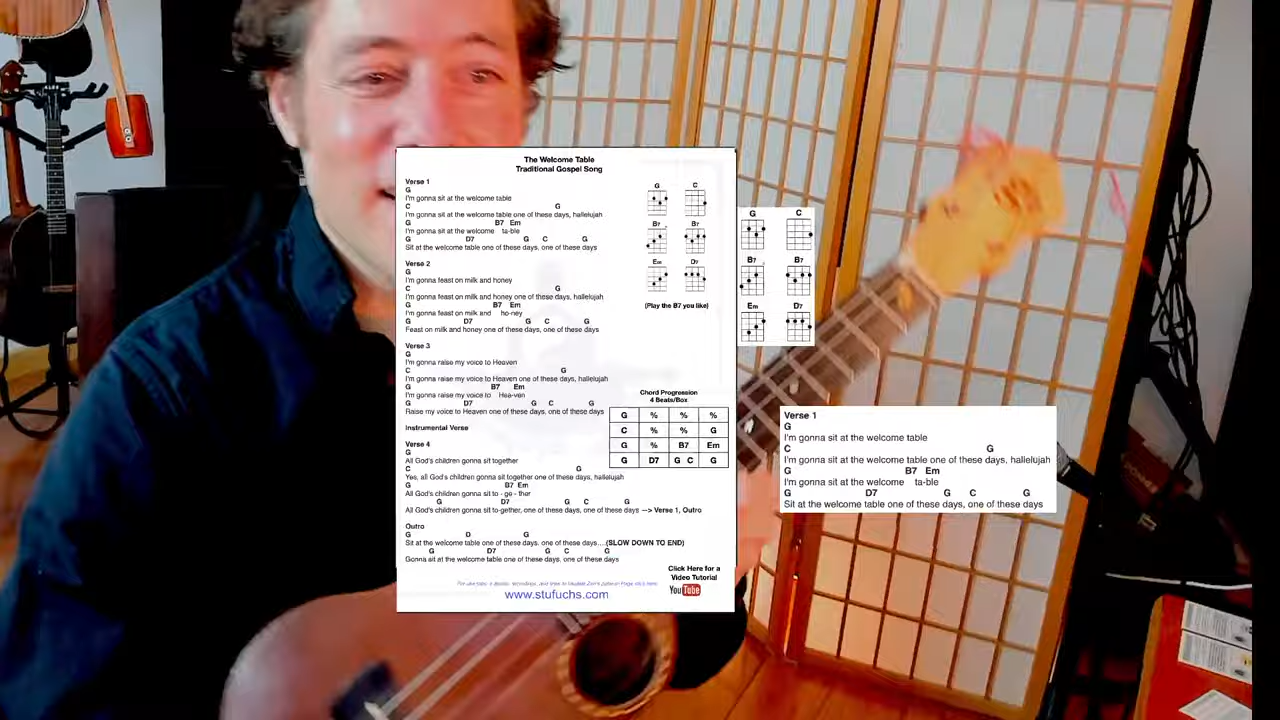 The Welcome Table
Traditional Gospel Song
Verse 1
G
I'm gonna sit at the welcome table
C G
I'm gonna sit at the welcome table one of these days, hallelujah
G B7 Em
I'm gonna sit at the welcome ta-ble
G D7 G C G
Sit at the welcome table one of these days, one of these days
Verse 2
G
I'm gonna feast on milk and honey
C G
I'm gonna feast on milk and honey one of these days, hallelujah
G B7 Em
I'm gonna feast on milk and ho-ney
G D7 G C G
Feast on milk and honey one of these days, one of these days
Verse 3
G
I'm gonna raise my voice to Heaven
C G
I'm gonna raise my voice to Heaven one of these days, hallelujah
G B7 Em
I'm gonna raise my voice to Hea-ven
G D7 G C G
Raise my voice to Heaven one of these days, one of these days
Instrumental Verse
Verse 4
G
All God's children gonna sit together
C G
Yes, all God's children gonna sit together one of these days, hallelujah
G B7 Em
All God's children gonna sit to - ge - ther
G D7 G C G
All God's children gonna sit to-gether, one of these days, one of these days —> Verse 1, Outro
Outro
G D G
Sit at the welcome table one of these days, one of these days....(SLOW DOWN TO END)
G D7 G C G
Gonna sit at the welcome table one of these days, one of these days
www.stufuchs.com
G C
B7 B7
Em D7
(Play the B7 you like)
Chord Progression
4 Beats/Box
G % % %
C % % G
G % B7 Em
G D7 G C G
Click Here for a
Video Tutorial
YouTube
G C
B7 B7
Em D7
Verse 1
G
I'm gonna sit at the welcome table
C G
I'm gonna sit at the welcome table one of these days, hallelujah
G B7 Em
I'm gonna sit at the welcome ta-ble
G D7 G C G
Sit at the welcome table one of these days, one of these days